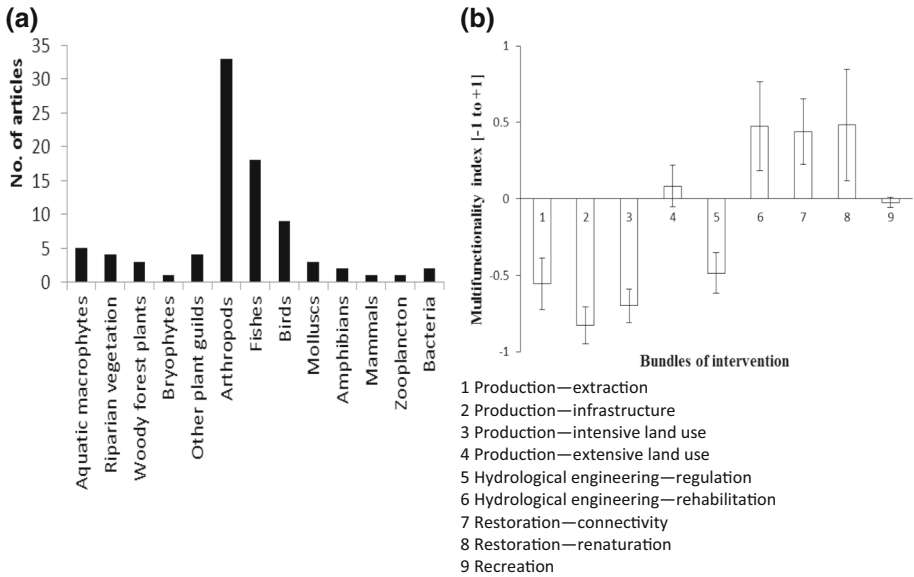 (a)
No. of articles
35
30
25
20
15
10
5
0
Aquatic macrophytes
Riparian vegetation
Woody forest plants
Bryophytes
Other plant guilds
Arthropods
Fishes
Birds
Molluscs
Amphibians
Mammals
Zooplancton
Bacteria
(b)
Multifunctionality index [-1 to +1]
1
0.5
0
-0.5
-1
1
2
3
4
5
6
7
8
9
Bundles of intervention
1 Production—extraction
2 Production—infrastructure
3 Production—intensive land use
4 Production—extensive land use
5 Hydrological engineering—regulation
6 Hydrological engineering—rehabilitation
7 Restoration—connectivity
8 Restoration—renaturation
9 Recreation